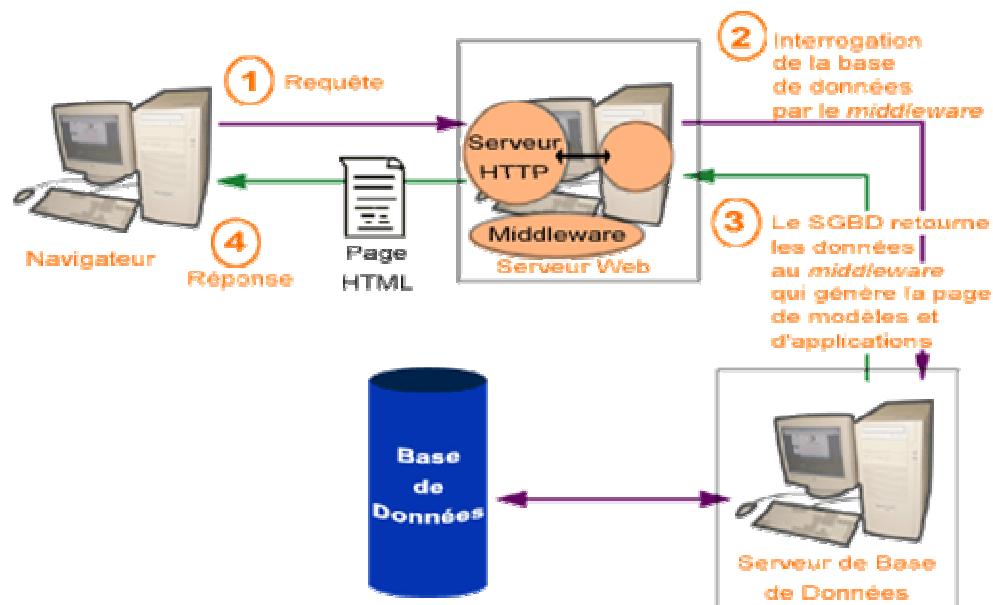 1 Requête
2 Interrogation
de la base
de données
par le middleware
Serveur
HTTP
Middleware
Serveur Web
Navigateur
4
Réponse
Page
HTML
3 Le SGBD retourne
les données
au middleware
qui génère la page
de modèles et
d'applications
Base
de
Données
Serveur de Base
de Données